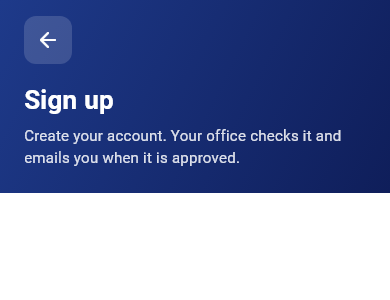 Sign up
Create your account. Your office checks it and
emails you when it is approved.